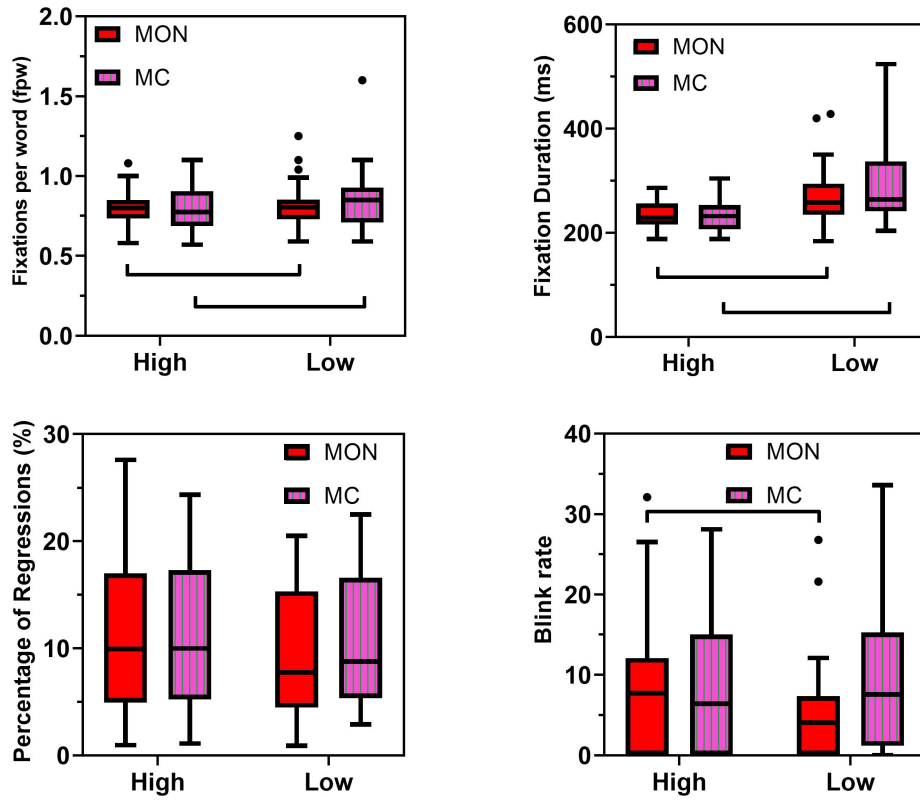 Fixations per word (fpw)
2.0
1.5
1.0
0.5
0.0
MON
MC
High Low
Fixation Duration (ms)
600
400
200
0
MON
MC
High Low
Percentage of Regressions (%)
30
20
10
0
MON
MC
High Low
Blink rate
40
30
20
10
0
MON
MC
High Low